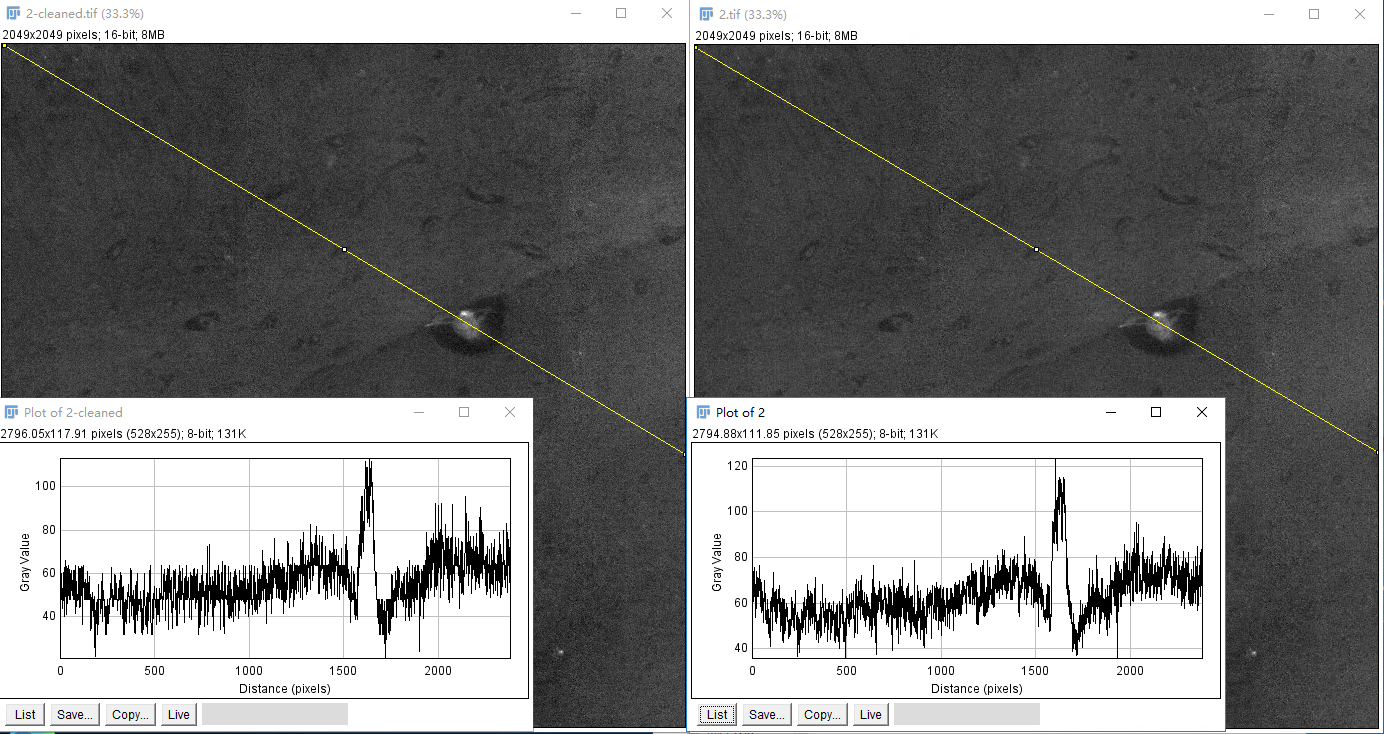 2-cleaned.tif (33.3%)
2049x2049 pixels; 16-bit; 8MB
2.tif (33.3%)
2049x2049 pixels; 16-bit; 8MB
Plot of 2-cleaned
2796.05x117.91 pixels (528x255); 8-bit; 131K
100
80
60
40
Gray Value
0
500
1000
1500
2000
Distance (pixels)
List
Save...
Copy...
Live
Plot of 2
2794.88x111.85 pixels (528x255); 8-bit; 131K
120
100
80
60
40
Gray Value
0
500
1000
1500
2000
Distance (pixels)
List
Save...
Copy...
Live